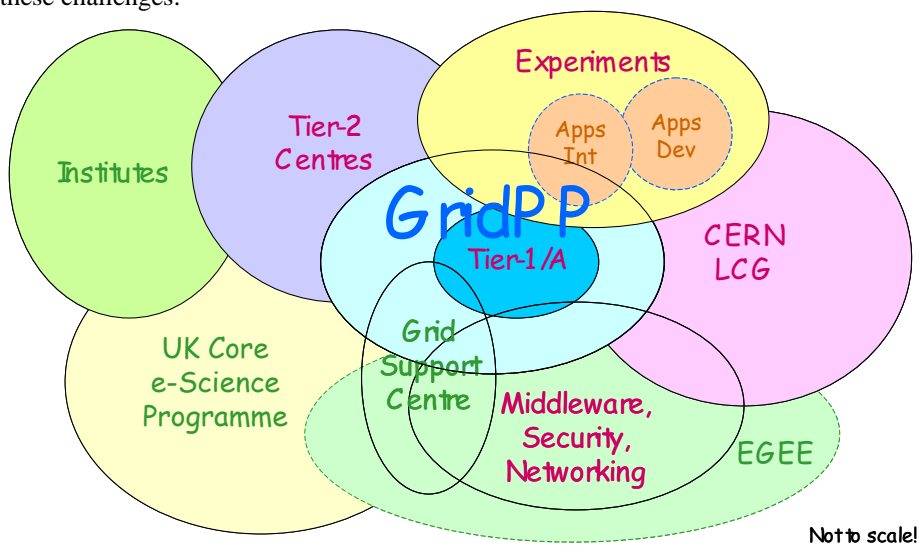 these challenges.
Experiments
Apps
Int
Apps
Dev
Tier-2
Centres
Institutes
GridPP
Tier-1/A
CERN
LCG
Grid
Support
Centre
UK Core
e-Science
Programme
Middleware,
Security,
Networking
EGEE
Not to scale!